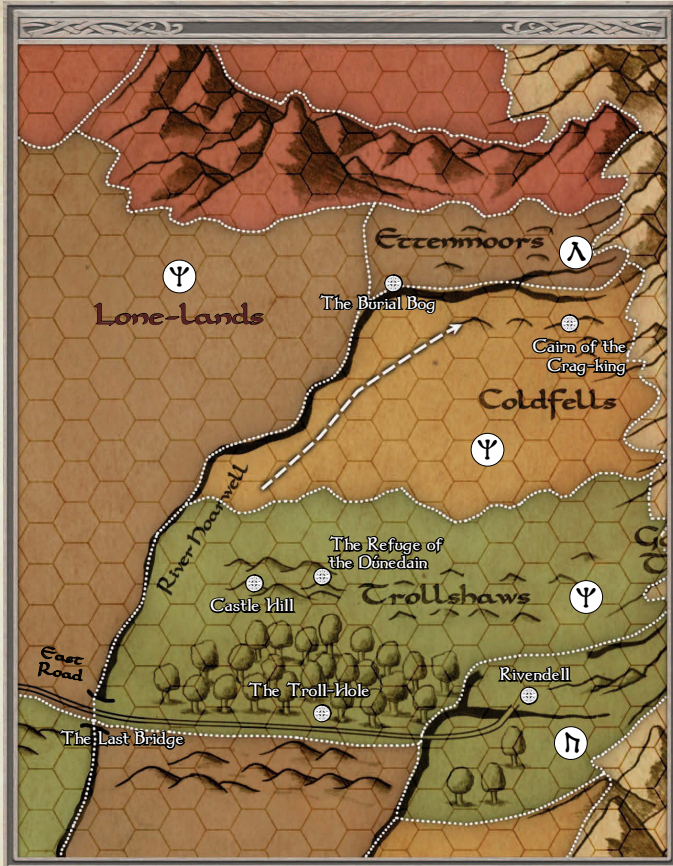 Ettenmoors
The Burial Bog
Lone-lands
Cairn of the
Crag-king
Coldfells
River Hoarwell
The Refuge of
the Dúnedain
Castle Hill
Trollshaws
East
Road
The Troll-Hole
Rivendell
The Last Bridge